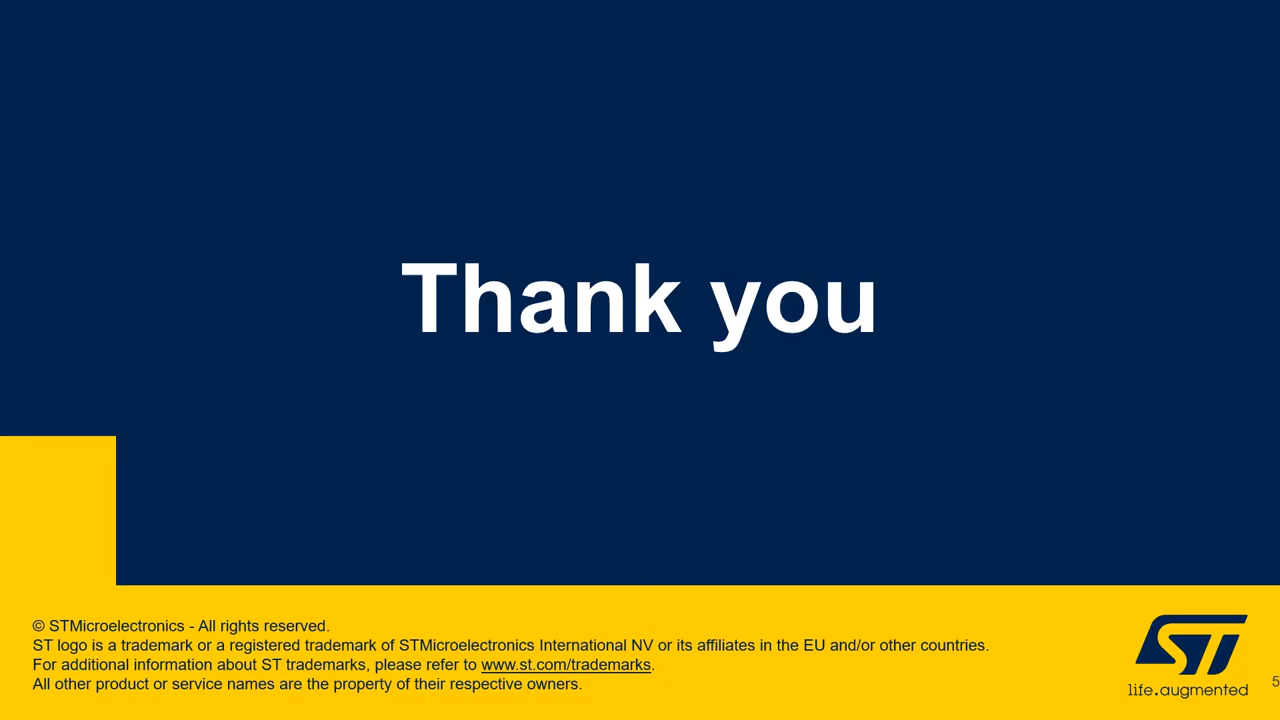 Thank you
© STMicroelectronics - All rights reserved.
ST logo is a trademark or a registered trademark of STMicroelectronics International NV or its affiliates in the EU and/or other countries.
For additional information about ST trademarks, please refer to www.st.com/trademarks.
All other product or service names are the property of their respective owners.
ST
life.augmented
5